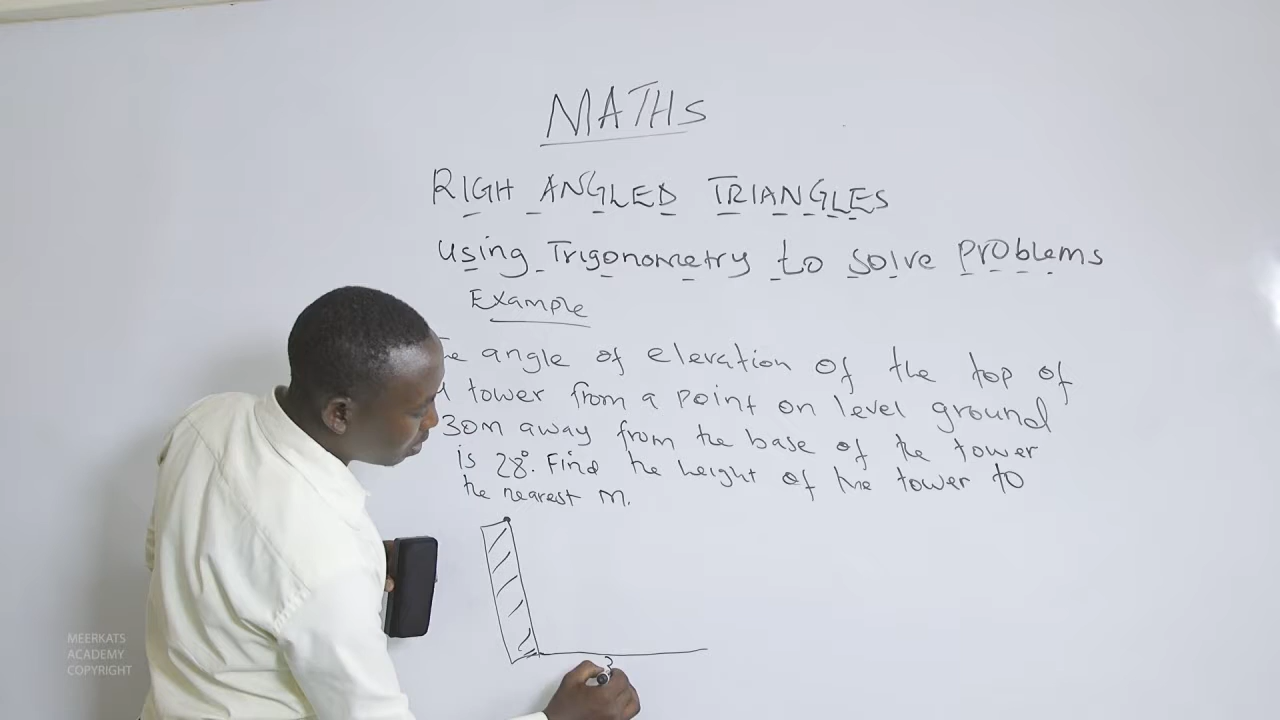 MATHS
RIGH ANGLED TRIANGLES
Using Trigonometry to solve problems
Example
angle of elevation of the top of
tower from a point on level ground
30m away from the base of the tower
is 28°. Find the height of the tower to
the nearest m.
MEERKATS
ACADEMY
COPYRIGHT